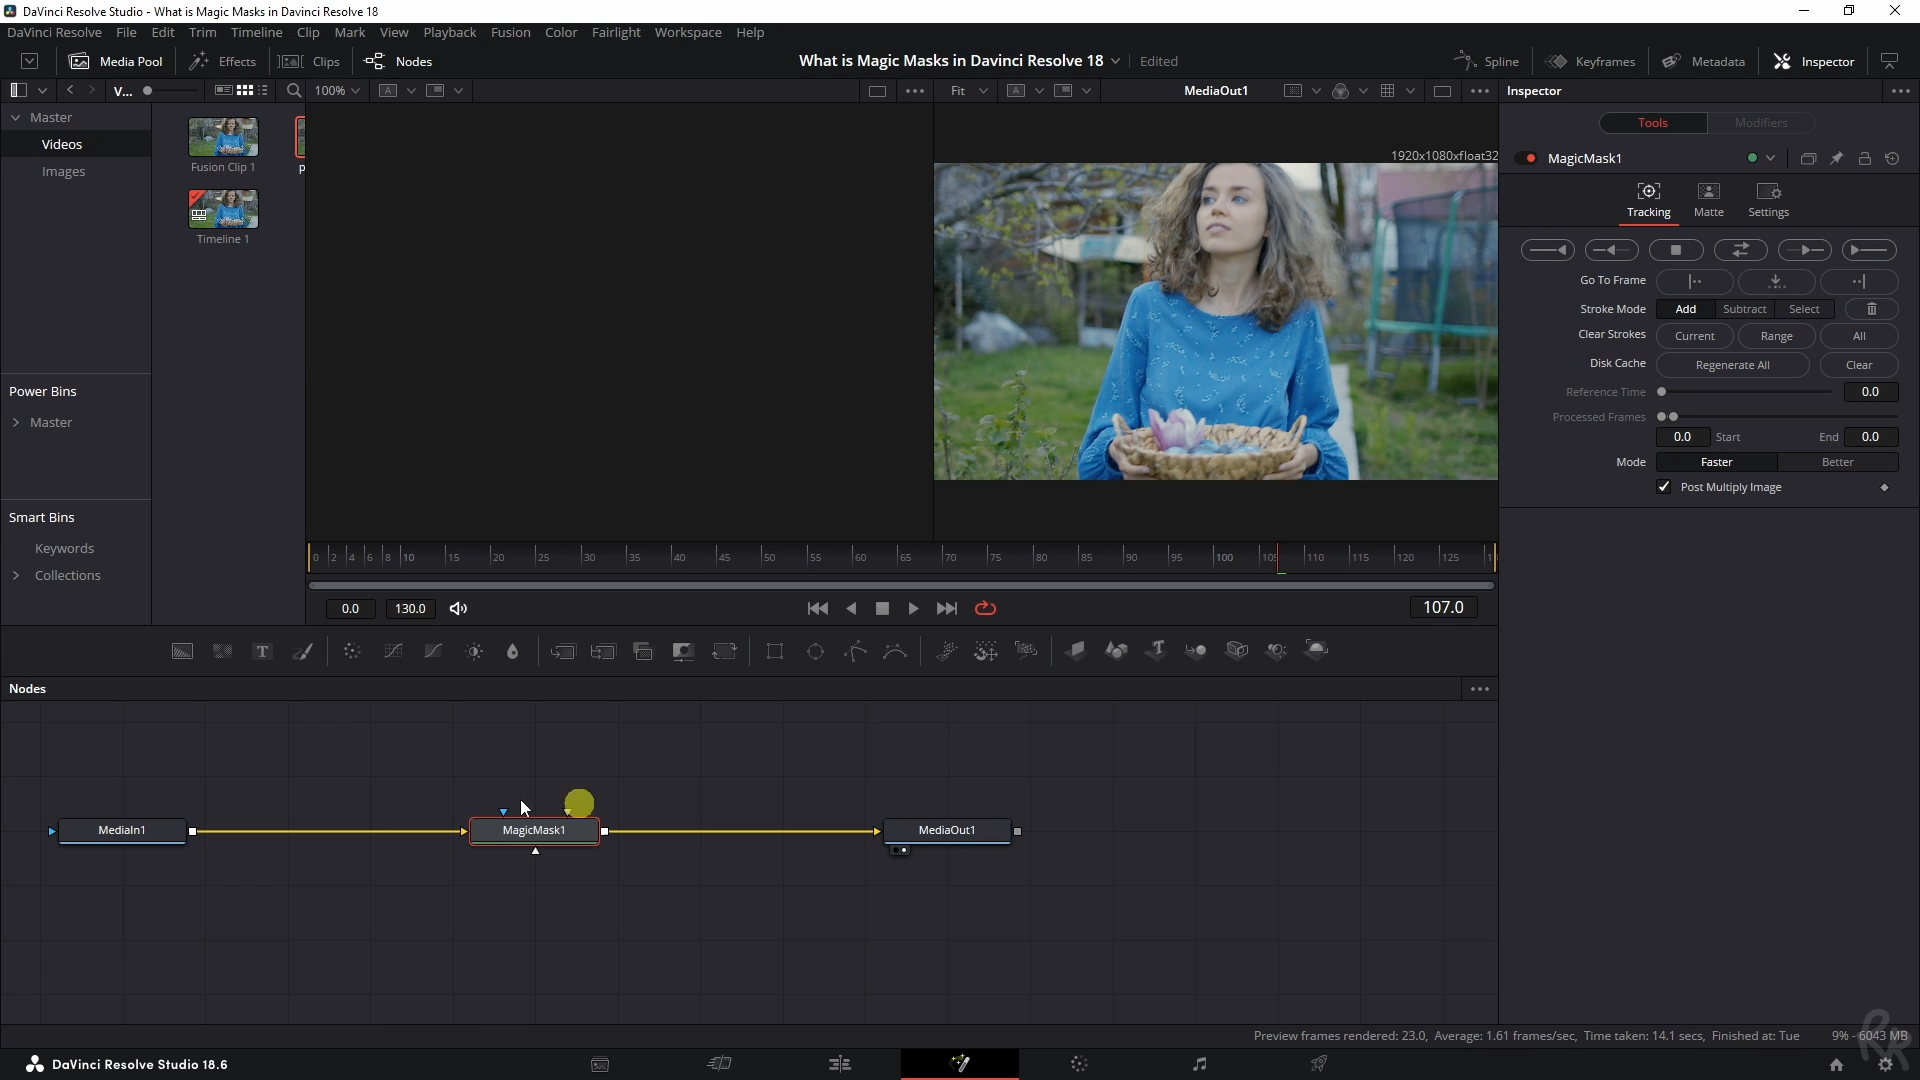 DaVinci Resolve Studio - What is Magic Masks in Davinci Resolve 18
DaVinci Resolve File Edit Trim Timeline Clip Mark View Playback Fusion Color Fairlight Workspace Help
Media Pool Effects Clips Nodes What is Magic Masks in Davinci Resolve 18 Edited Spline Keyframes Metadata Inspector
V... 100% A Fit A MediaOut1 Inspector
Master
Videos
Images
Fusion Clip 1
Timeline 1
Power Bins
Master
Smart Bins
Keywords
Collections
1920x1080xfloat32
Tools Modifiers
MagicMask1
Tracking Matte Settings
Go To Frame
Stroke Mode Add Subtract Select
Clear Strokes Current Range All
Disk Cache Regenerate All Clear
Reference Time 0.0
Processed Frames
0.0 Start End 0.0
Mode Faster Better
Post Multiply Image
0 2 4 6 8 10 15 20 25 30 35 40 45 50 55 60 65 70 75 80 85 90 95 100 105 110 115 120 125
0.0 130.0 107.0
T T
Nodes
MediaIn1 MagicMask1 MediaOut1
Preview frames rendered: 23.0, Average: 1.61 frames/sec, Time taken: 14.1 secs, Finished at: Tue 9% - 6043 MB
DaVinci Resolve Studio 18.6